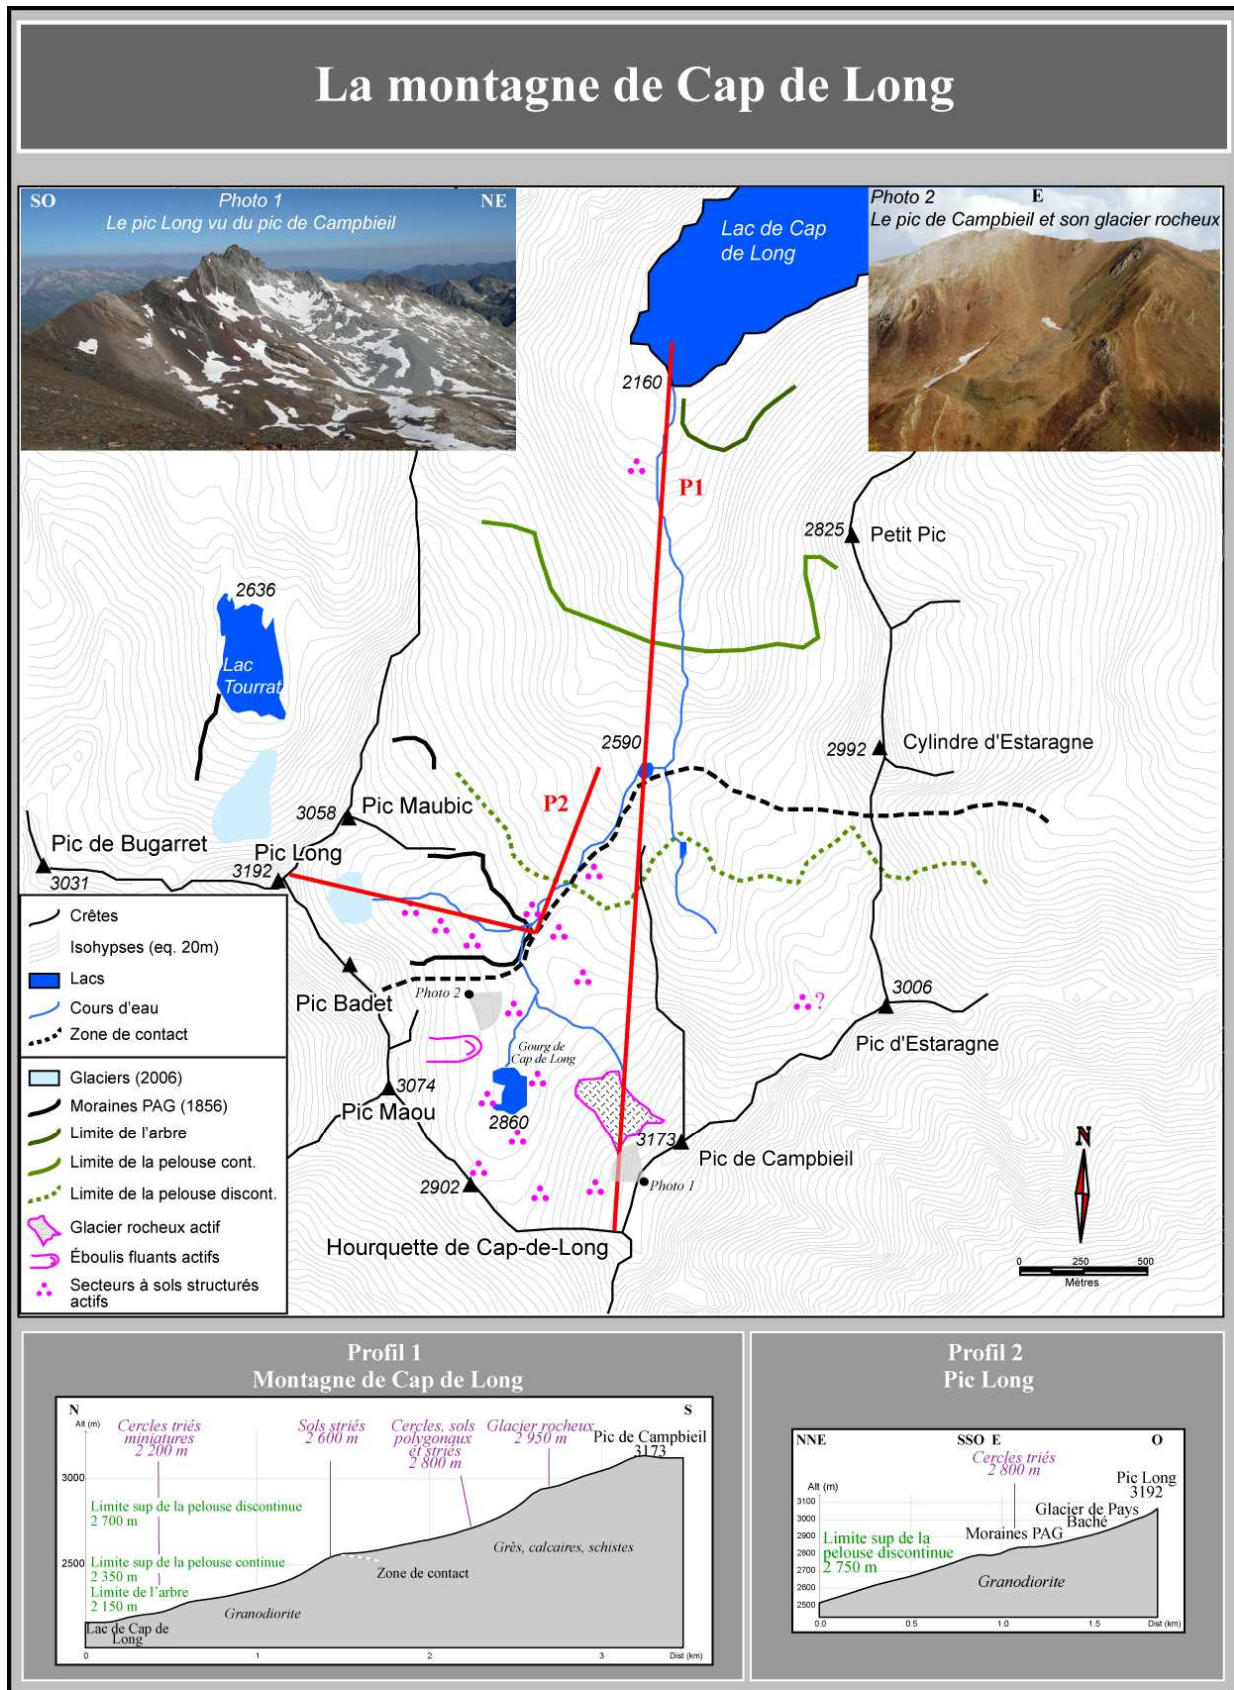 La montagne de Cap de Long
SO
Photo 1
NE
Le pic Long vu du pic de Campbieil
Photo 2
E
Le pic de Campbieil et son glacier rocheux
Lac de Cap
de Long
2160
P1
2825
Petit Pic
2636
Lac
Tourrat
2590
2992
Cylindre d'Estaragne
P2
3058
Pic Maubic
Pic de Bugarret
Pic Long
3192
3031
Pic Badet
Photo 2
?
3006
Pic d'Estaragne
Gourg de
Cap de Long
3074
Pic Maou
2860
3173
Pic de Campbieil
Photo 1
2902
Hourquette de Cap-de-Long
N
0 250 500
Mètres
Crêtes
Isohypses (eq. 20m)
Lacs
Cours d'eau
Zone de contact
Glaciers (2006)
Moraines PAG (1856)
Limite de l'arbre
Limite de la pelouse cont.
Limite de la pelouse discont.
Glacier rocheux actif
Éboulis fluants actifs
Secteurs à sols structurés
actifs
Profil 1
Montagne de Cap de Long
N
S
Alt (m)
Cercles triés
miniatures
2 200 m
Sols striés
2 600 m
Cercles, sols
polygonaux
et striés
2 800 m
Glacier rocheux
2 950 m
Pic de Campbieil
3173
3000
Limite sup de la pelouse discontinue
2 700 m
2500
Limite sup de la pelouse continue
2 350 m
Limite de l'arbre
2 150 m
Lac de Cap de
Long
Granodiorite
Zone de contact
Grès, calcaires, schistes
0 1 2 3 Dist (km)
Profil 2
Pic Long
NNE
SSO E
O
Cercles triés
2 800 m
Pic Long
3192
Alt (m)
3100
3000
2900
2800
2700
2600
2500
Glacier de Pays
Baché
Moraines PAG
Limite sup de la
pelouse discontinue
2 750 m
Granodiorite
0.0 0.5 1.0 1.5 Dist (km)